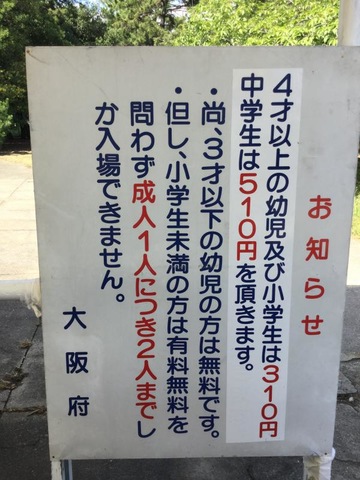 お知らせ
４才以上の幼児及び小学生は３１０円
中学生は５１０円を頂きます。
・尚、３才以下の幼児の方は無料です。
・但し、小学生未満の方は有料無料を
問わず成人１人につき２人までし
か入場できません。
大阪府